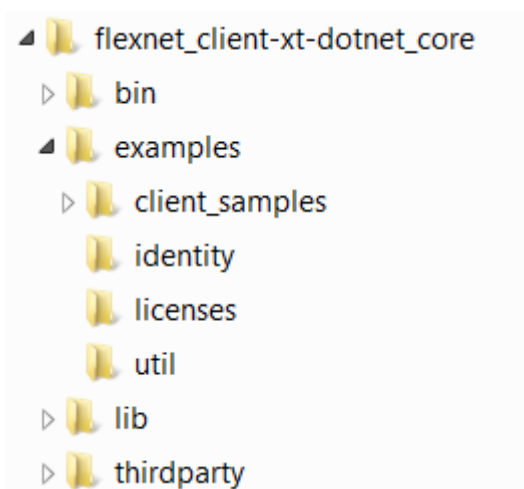 flexnet_client-xt-dotnet_core
bin
examples
client_samples
identity
licenses
util
lib
thirdparty